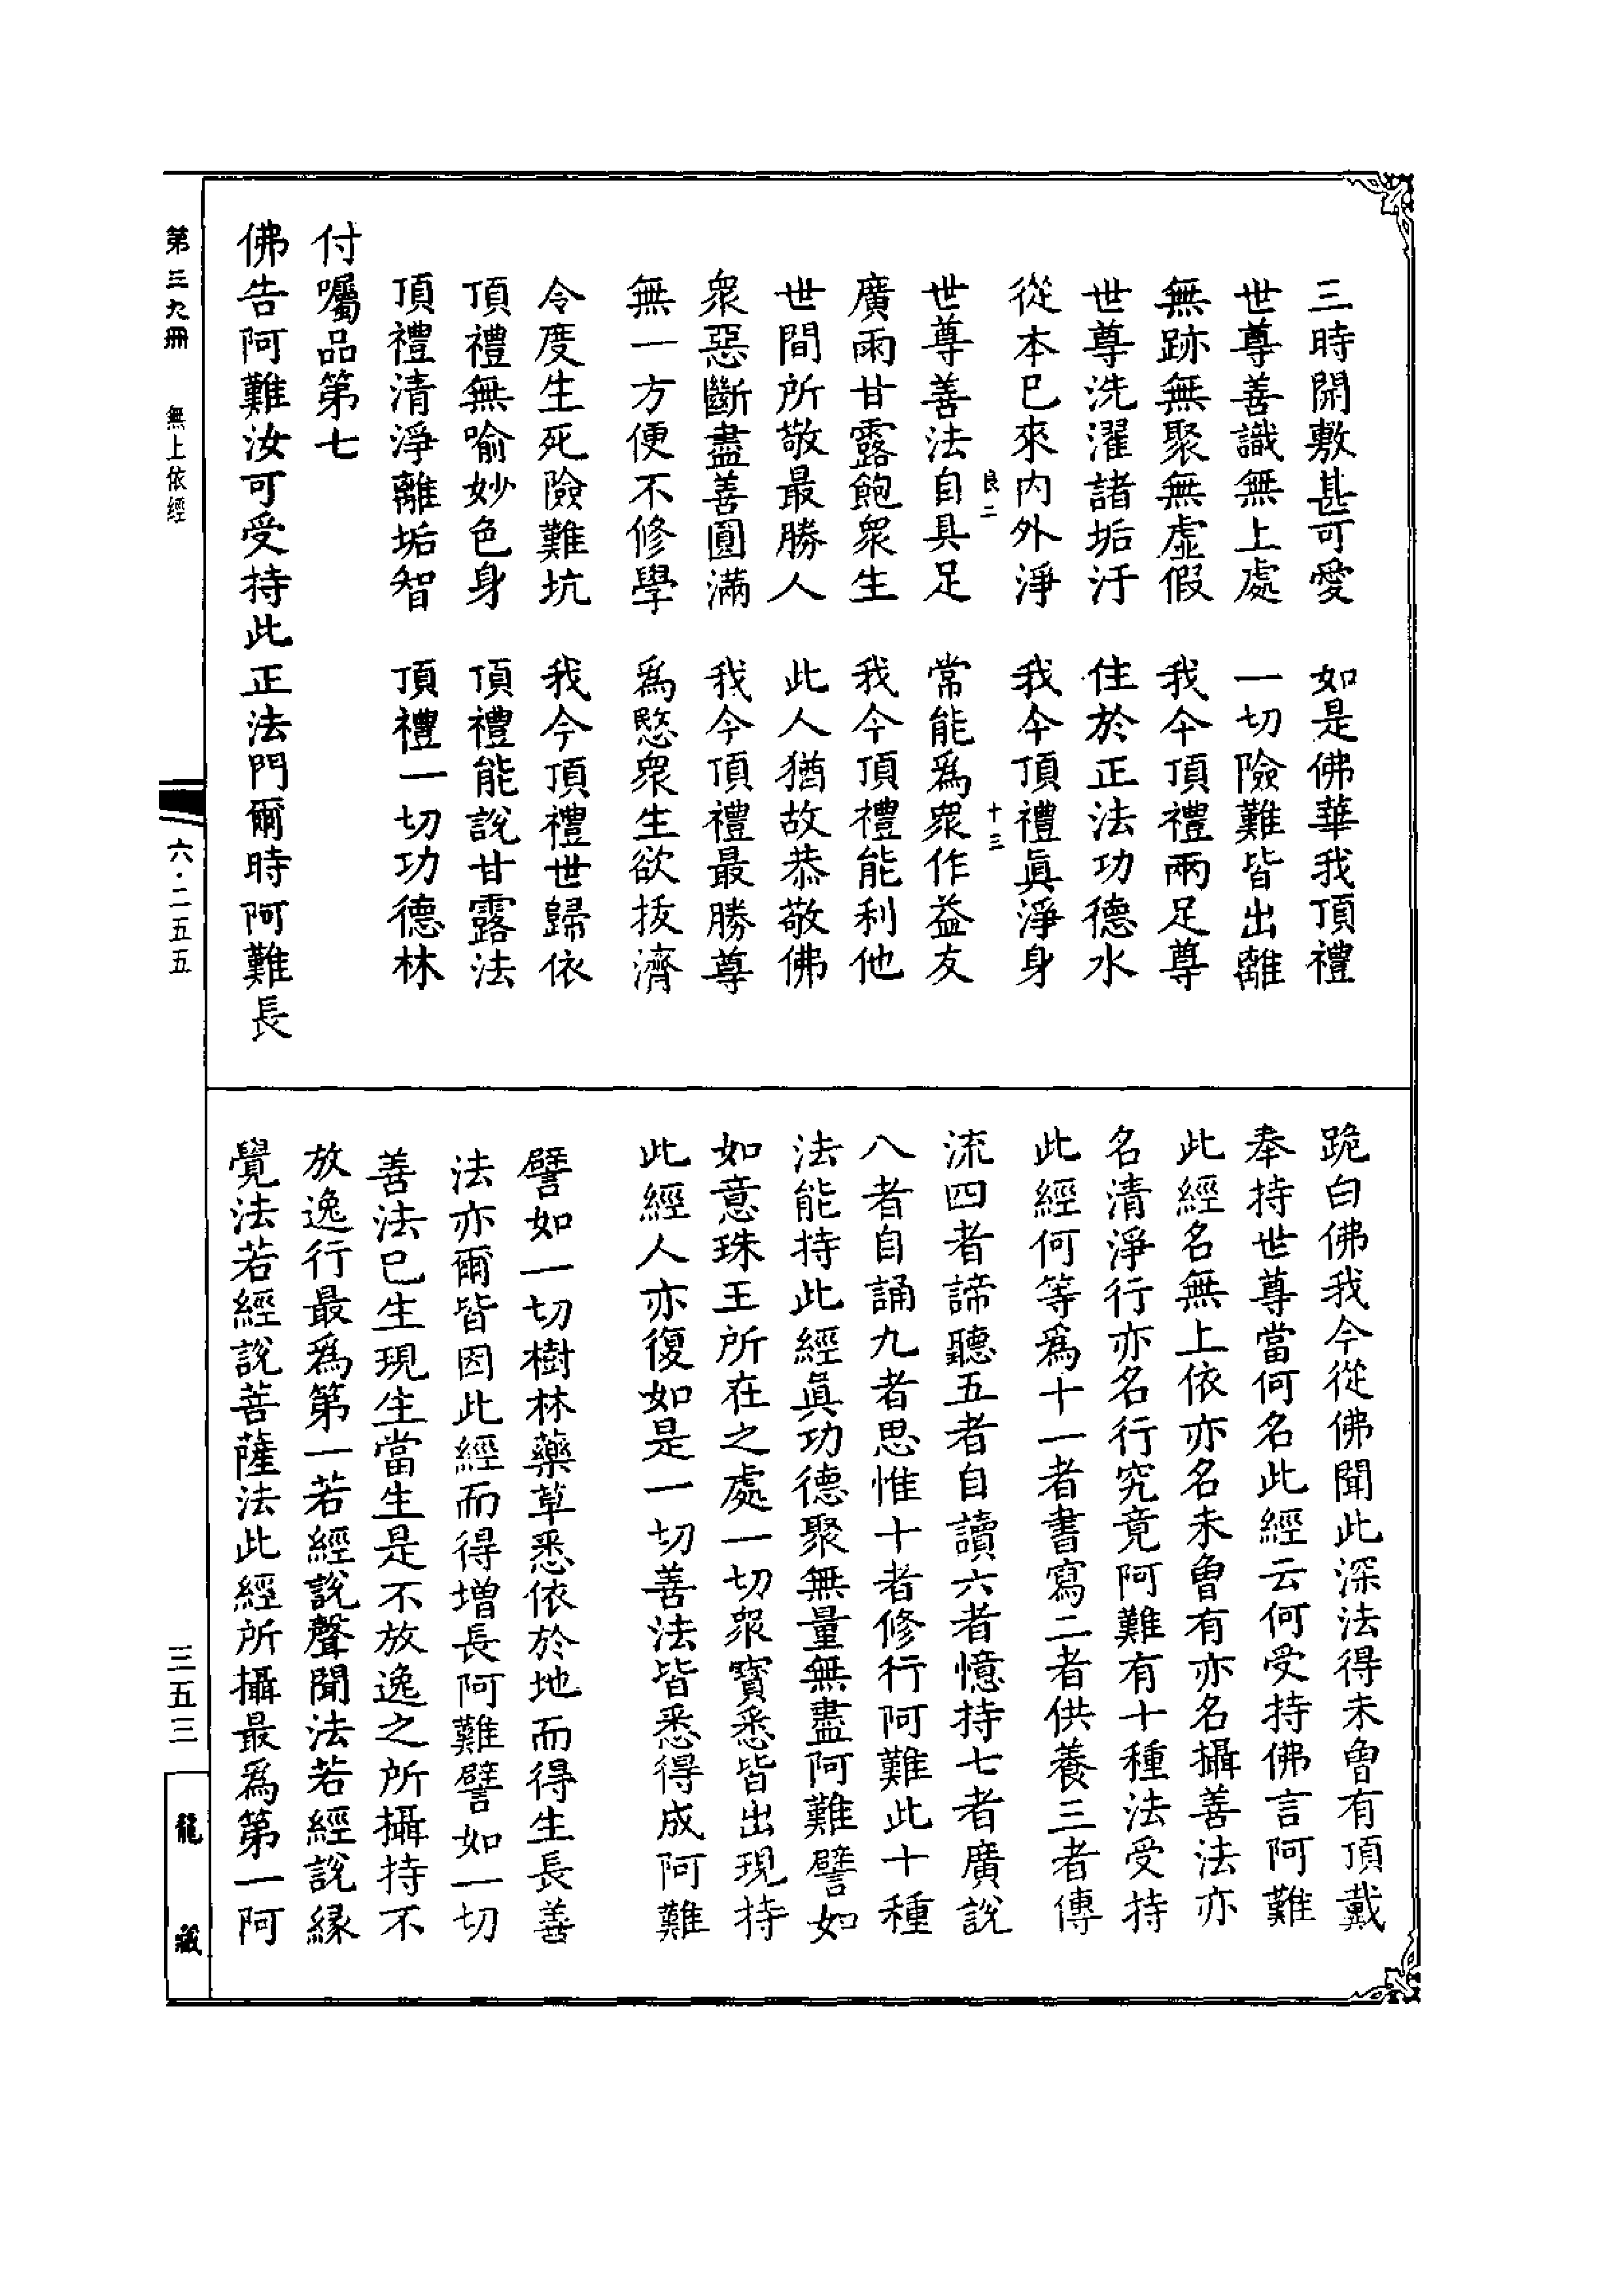 三時開敷甚可愛　如是佛華我頂禮
世尊善識無上處　一切險難皆出離
無跡無聚無虛假　我今頂禮兩足尊
世尊洗濯諸垢汙　住於正法功德水
從本已來內外淨　我今頂禮眞淨身
良二　十三
世尊善法自具足　常能爲衆作益友
廣雨甘露飽衆生　我今頂禮能利他
世間所敬最勝人　此人猶故恭敬佛
衆惡斷盡善圓滿　我今頂禮最勝尊
無一方便不修學　爲愍衆生欲拔濟
令度生死險難坑　我今頂禮世歸依
頂禮無喻妙色身　頂禮能說甘露法
頂禮清淨離垢智　頂禮一切功德林
付囑品第七
佛告阿難汝可受持此正法門爾時阿難長
跪白佛我今從佛聞此深法得未曾有頂戴
奉持世尊當何名此經云何受持佛言阿難
此經名無上依亦名未曾有亦名攝善法亦
名清淨行亦名行究竟阿難有十種法受持
此經何等爲十一者書寫二者供養三者傳
流四者諦聽五者自讀六者憶持七者廣說
八者自誦九者思惟十者修行阿難此十種
法能持此經眞功德聚無量無盡阿難譬如
如意珠王所在之處一切衆寶悉皆出現持
此經人亦復如是一切善法皆悉得成阿難
譬如一切樹林藥草悉依於地而得生長善
法亦爾皆因此經而得增長阿難譬如一切
善法已生現生當生是不放逸之所攝持不
放逸行最爲第一若經說聲聞法若經說緣
覺法若經說菩薩法此經所攝最爲第一阿
第三九冊　無上依經　六·二五五　三五三　龍藏